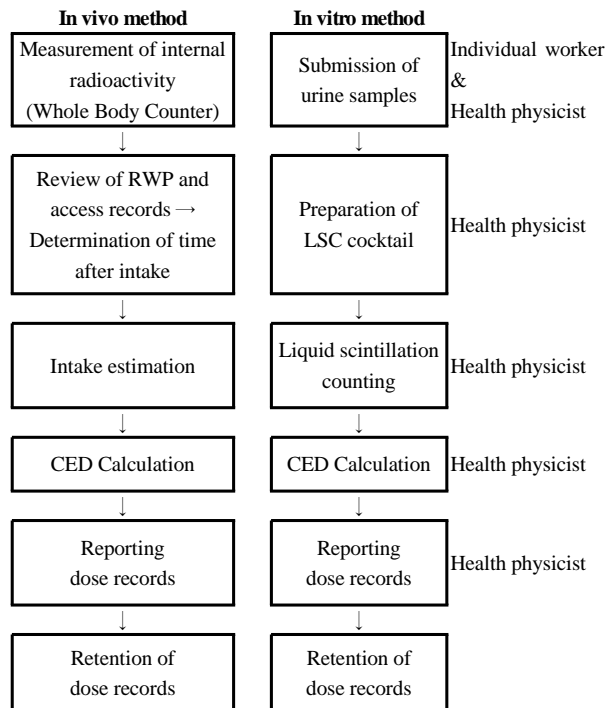 In vivo method
In vitro method
Measurement of internal
radioactivity
(Whole Body Counter)
Submission of
urine samples
Individual worker
&
Health physicist
↓
↓
Review of RWP and
access records →
Determination of time
after intake
Preparation of
LSC cocktail
Health physicist
↓
↓
Intake estimation
Liquid scintillation
counting
Health physicist
↓
↓
CED Calculation
CED Calculation
Health physicist
↓
↓
Reporting
dose records
Reporting
dose records
Health physicist
↓
↓
Retention of
dose records
Retention of
dose records